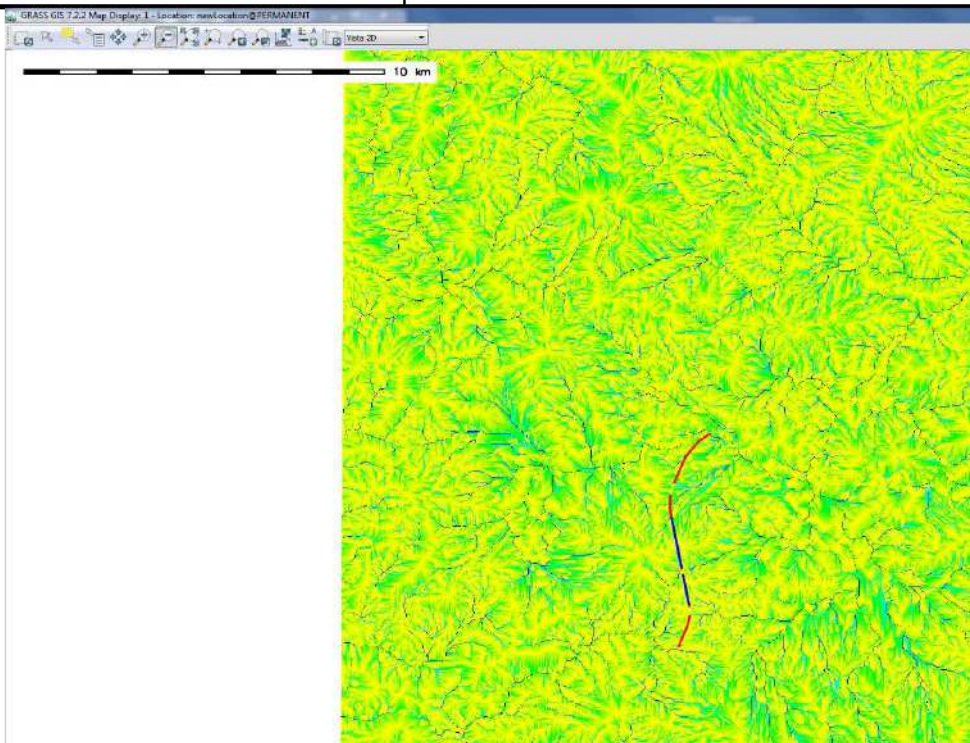 GRASS GIS 7.2.2 Map Display: 1 - Location: newLocation@PERMANENT
Vista 2D
10 km